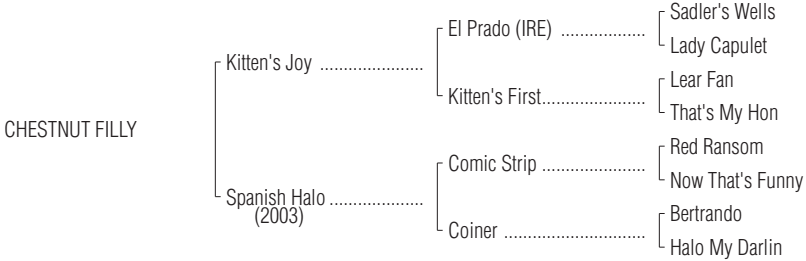 Sadler's Wells
El Prado (IRE) ...................
Lady Capulet
Kitten's Joy ......................
Lear Fan
Kitten's First......................
That's My Hon
CHESTNUT FILLY
Red Ransom
Comic Strip ......................
Now That's Funny
Spanish Halo ....................
(2003)
Bertrando
Coiner ..............................
Halo My Darlin